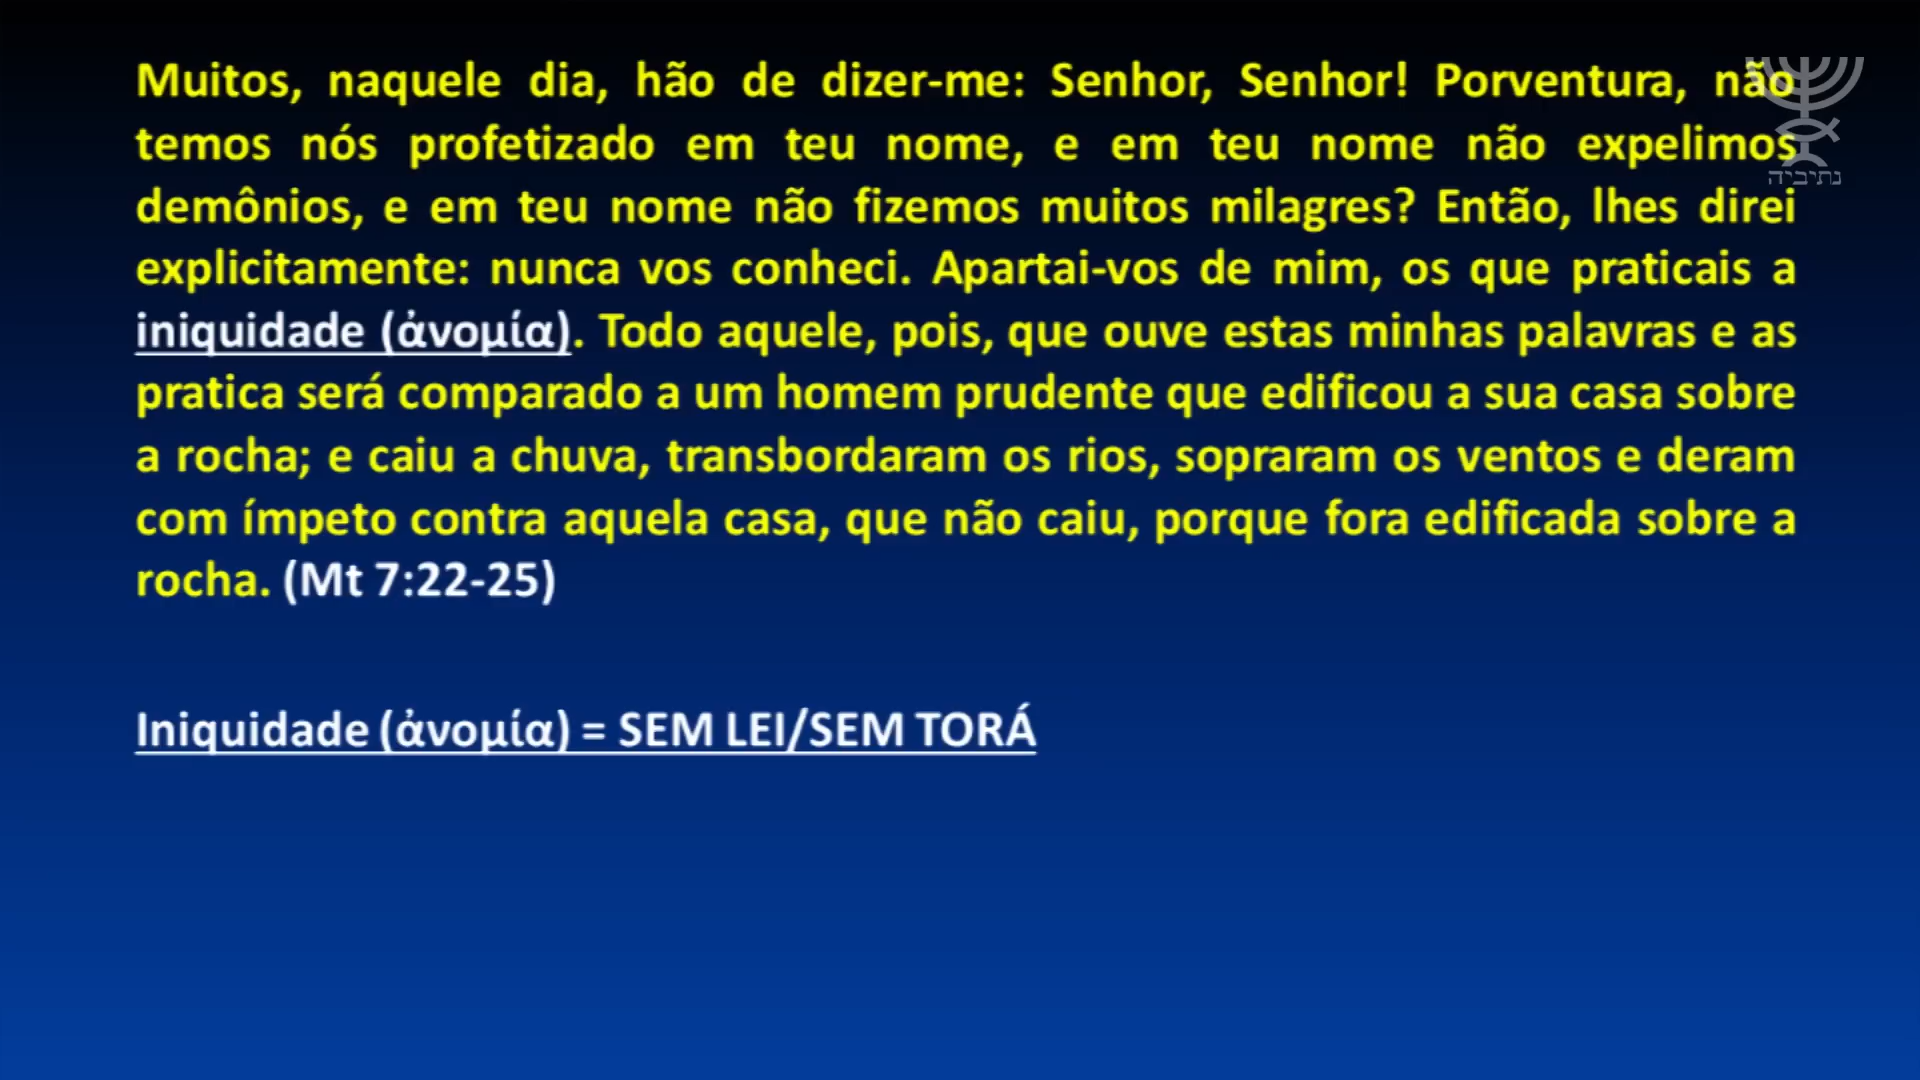 Muitos, naquele dia, hão de dizer-me: Senhor, Senhor! Porventura, não
temos nós profetizado em teu nome, e em teu nome não expelimos
demônios, e em teu nome não fizemos muitos milagres? Então, lhes direi
explicitamente: nunca vos conheci. Apartai-vos de mim, os que praticais a
iniquidade (ἀνομία). Todo aquele, pois, que ouve estas minhas palavras e as
pratica será comparado a um homem prudente que edificou a sua casa sobre
a rocha; e caiu a chuva, transbordaram os rios, sopraram os ventos e deram
com ímpeto contra aquela casa, que não caiu, porque fora edificada sobre a
rocha. (Mt 7:22-25)
Iniquidade (ἀνομία) = SEM LEI/SEM TORÁ
נתיביה